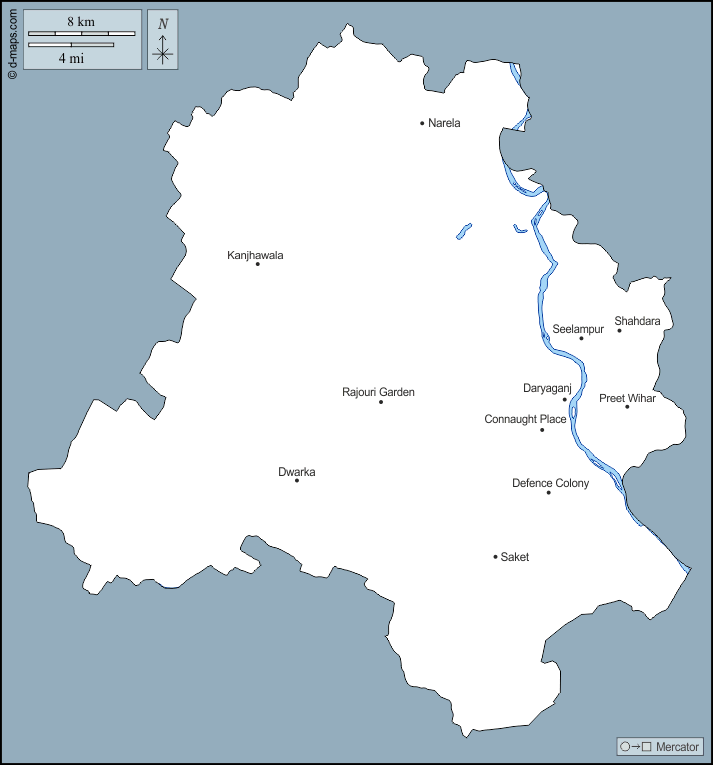 © d-maps.com
8 km
4 mi
N
Narela
Kanjhawala
Shahdara
Seelampur
Daryaganj
Rajouri Garden
Preet Wihar
Connaught Place
Dwarka
Defence Colony
Saket
Mercator